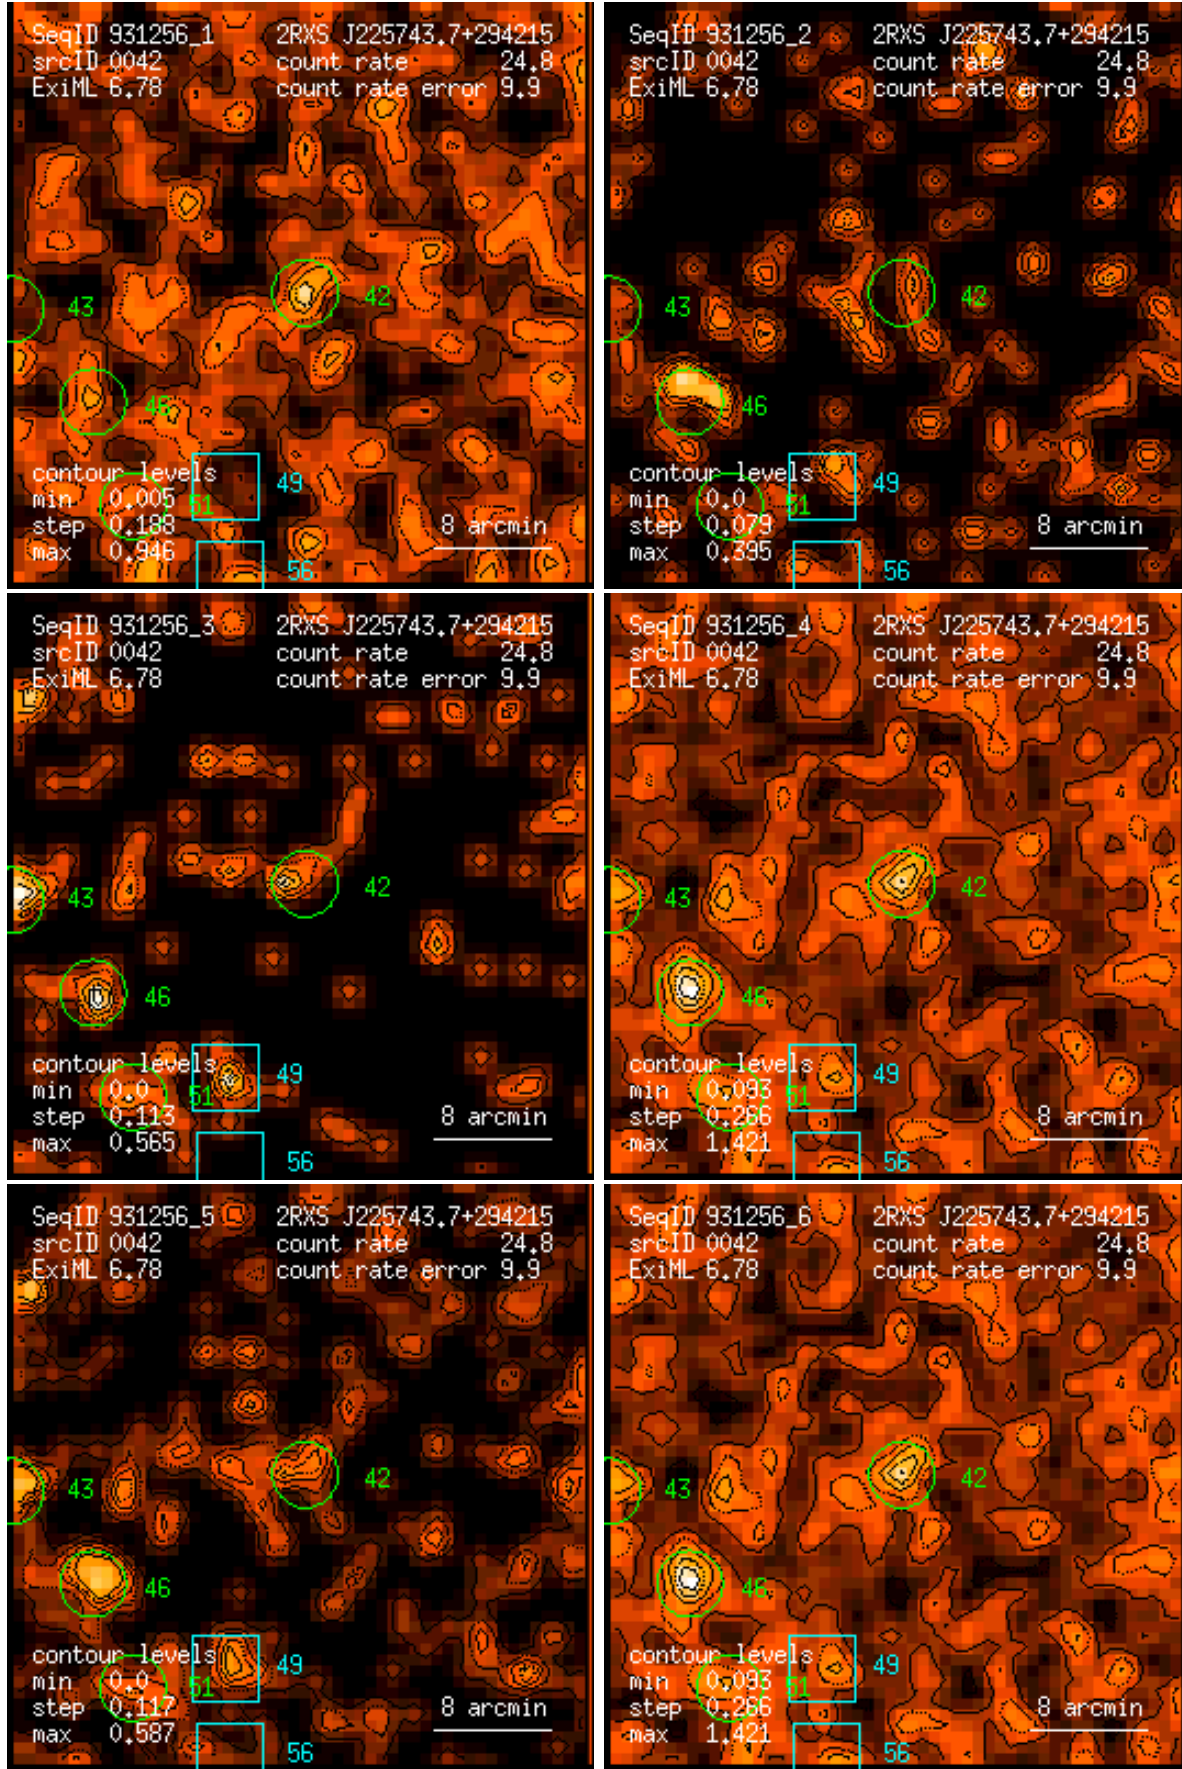 SeqID 931256_1 2RXS J225743.7+294215
srcID 0042 count rate 24.8
ExiML 6.78 count rate error 9.9
43 42
46
contour levels
49
min 0.005 51
step 0.188 8 arcmin
max 0.946
56
SeqID 931256_2 2RXS J225743.7+294215
srcID 0042 count rate 24.8
ExiML 6.78 count rate error 9.9
43 42
46
contour levels
49
min 0.0 51
step 0.079 8 arcmin
max 0.395
56
SeqID 931256_3 2RXS J225743.7+294215
srcID 0042 count rate 24.8
ExiML 6.78 count rate error 9.9
43 42
46
contour levels
49
min 0.0 51
step 0.113 8 arcmin
max 0.565
56
SeqID 931256_4 2RXS J225743.7+294215
srcID 0042 count rate 24.8
ExiML 6.78 count rate error 9.9
43 42
46
contour levels
49
min 0.093 51
step 0.266 8 arcmin
max 1.421
56
SeqID 931256_5 2RXS J225743.7+294215
srcID 0042 count rate 24.8
ExiML 6.78 count rate error 9.9
43 42
46
contour levels
49
min 0.0 51
step 0.117 8 arcmin
max 0.587
56
SeqID 931256_6 2RXS J225743.7+294215
srcID 0042 count rate 24.8
ExiML 6.78 count rate error 9.9
43 42
46
contour levels
49
min 0.093 51
step 0.266 8 arcmin
max 1.421
56